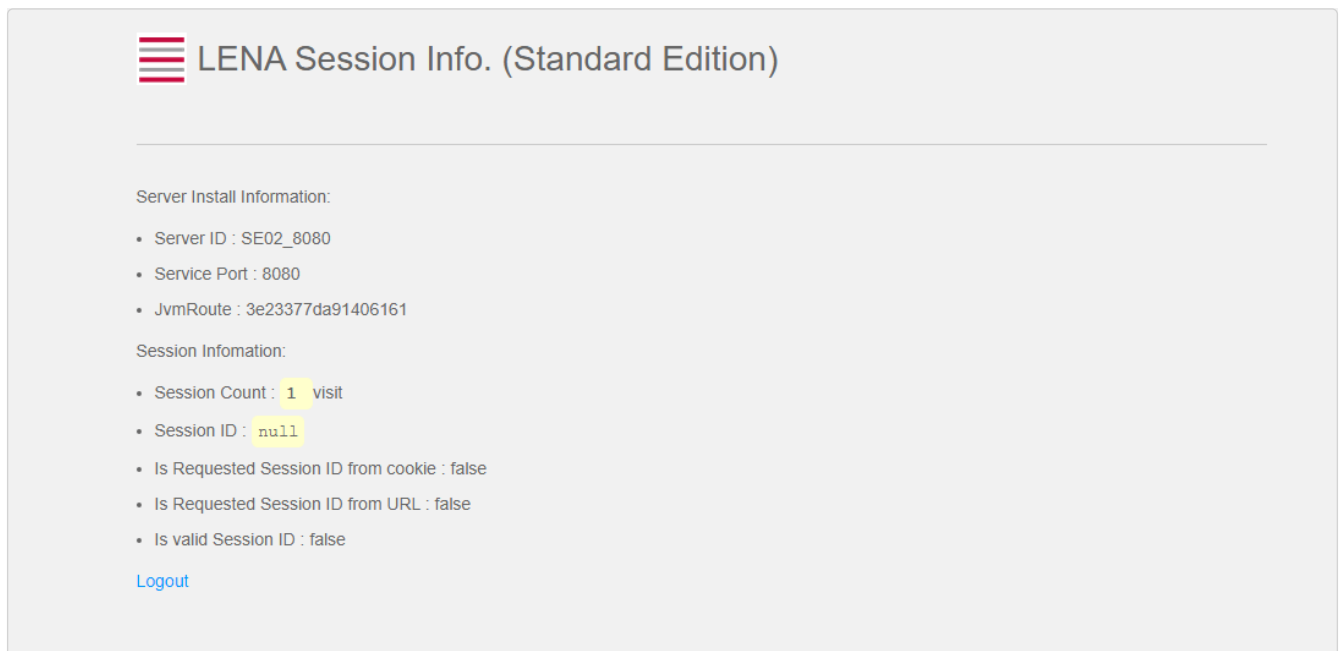 LENA Session Info. (Standard Edition)
Server Install Information:
• Server ID : SE02_8080
• Service Port : 8080
• JvmRoute : 3e23377da91406161
Session Infomation:
• Session Count : 1 visit
• Session ID : null
• Is Requested Session ID from cookie : false
• Is Requested Session ID from URL : false
• Is valid Session ID : false
Logout